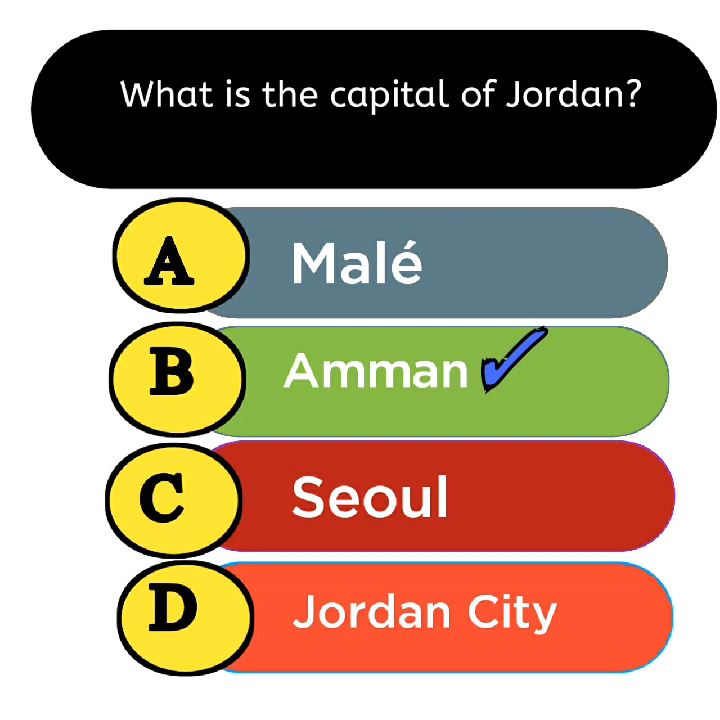 What is the capital of Jordan?
A Malé
B Amman
C Seoul
D Jordan City